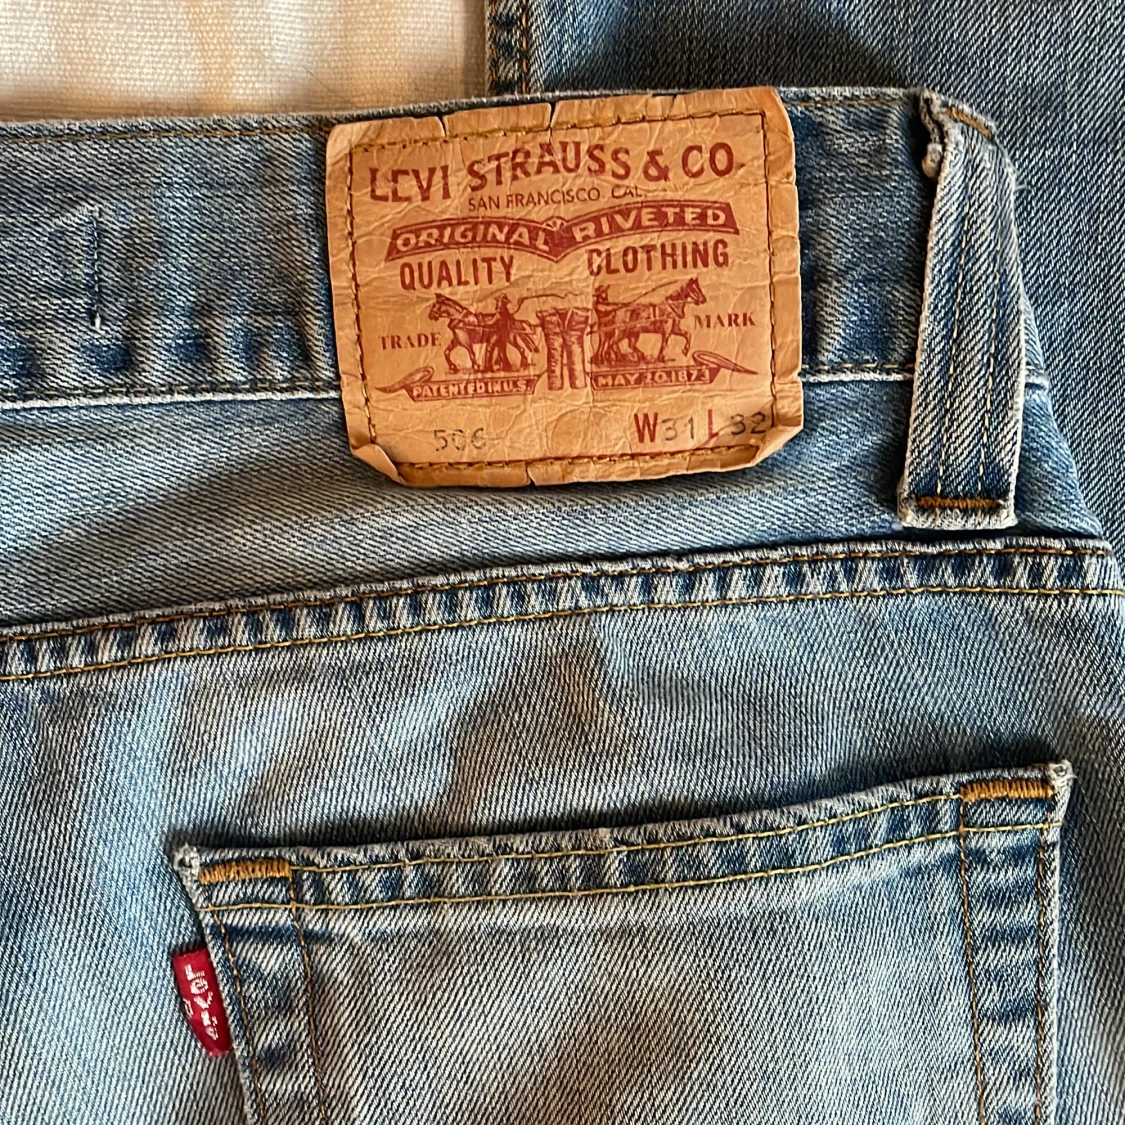 LEVI STRAUSS & CO.
SAN FRANCISCO CAL.
ORIGINAL RIVETED
QUALITY CLOTHING
TRADE MARK
PATENTED IN U.S. MAY 20.1873
506 W31 L 32
LEVI'S